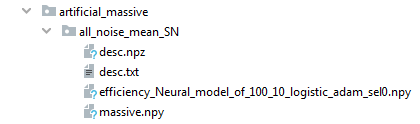 artificial_massive
all_noise_mean_SN
desc.npz
desc.txt
efficiency_Neural_model_of_100_10_logistic_adam_sel0.npy
massive.npy